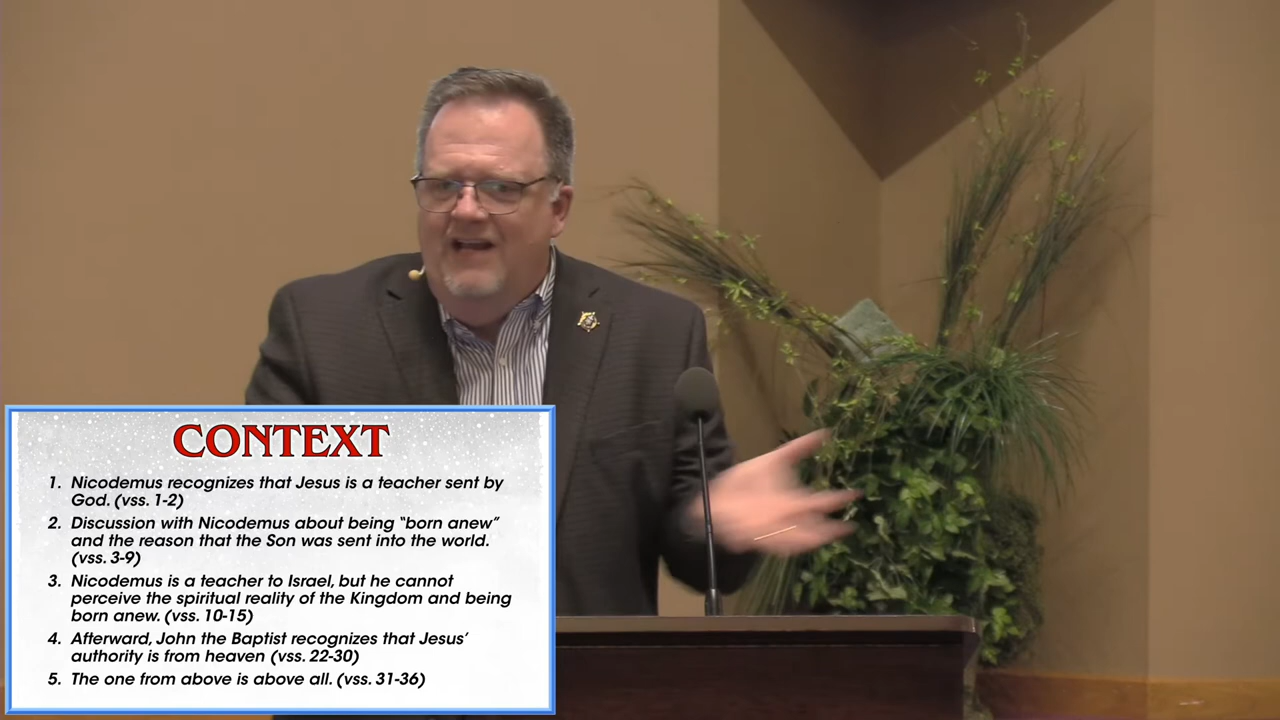 CONTEXT
1. Nicodemus recognizes that Jesus is a teacher sent by
God. (vss. 1-2)
2. Discussion with Nicodemus about being “born anew”
and the reason that the Son was sent into the world.
(vss. 3-9)
3. Nicodemus is a teacher to Israel, but he cannot
perceive the spiritual reality of the Kingdom and being
born anew. (vss. 10-15)
4. Afterward, John the Baptist recognizes that Jesus’
authority is from heaven (vss. 22-30)
5. The one from above is above all. (vss. 31-36)